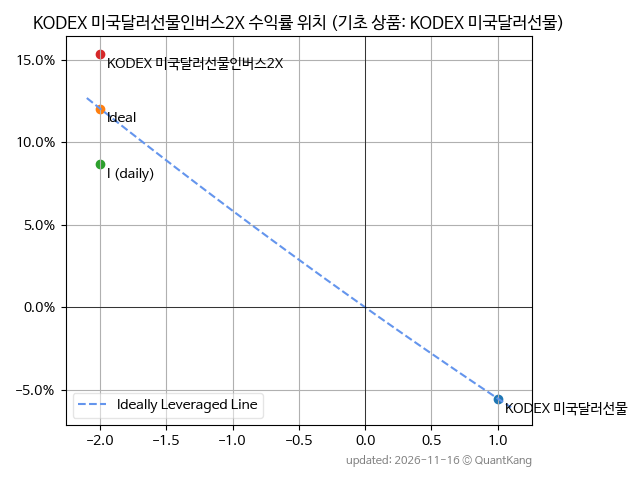 KODEX 미국달러선물인버스2X 수익률 위치 (기초 상품: KODEX 미국달러선물)
15.0%
10.0%
5.0%
0.0%
−5.0%
KODEX 미국달러선물인버스2X
Ideal
I (daily)
KODEX 미국달러선물
Ideally Leveraged Line
−2.0 −1.5 −1.0 −0.5 0.0 0.5 1.0
updated: 2026-11-16 © QuantKang